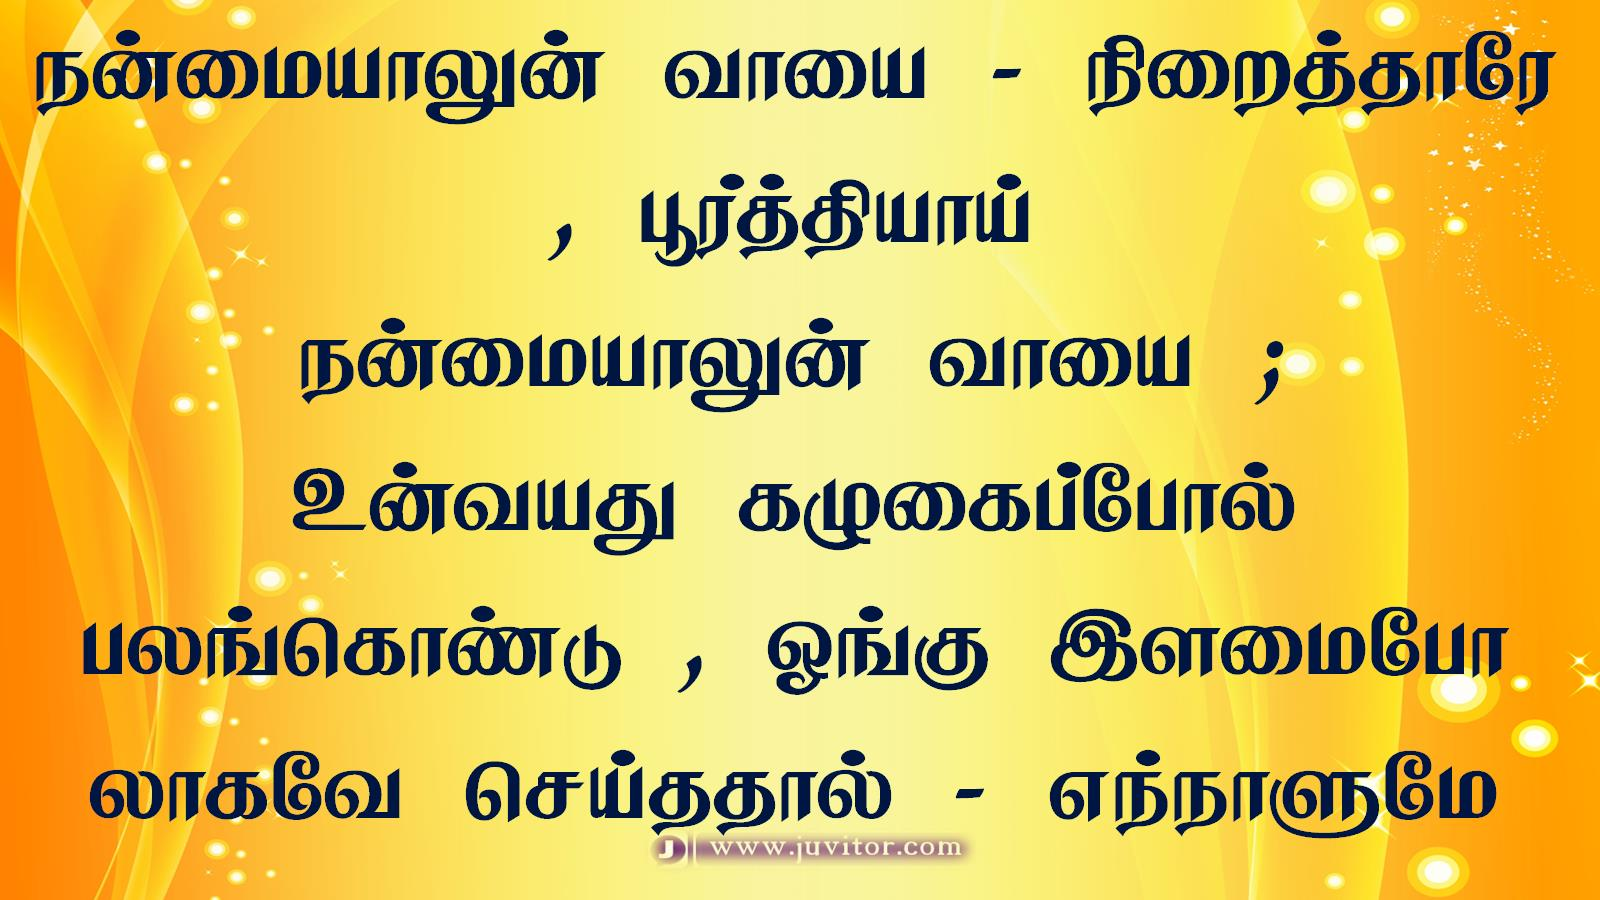 நன்மையாலுன் வாயை - நிறைத்தாரே
, பூர்த்தியாய்
நன்மையாலுன் வாயை ;
உன்வயது கழுகைப்போல்
பலங்கொண்டு , ஓங்கு இளமைபோ
லாகவே செய்ததால் - எந்நாளுமே
J www.juvitor.com